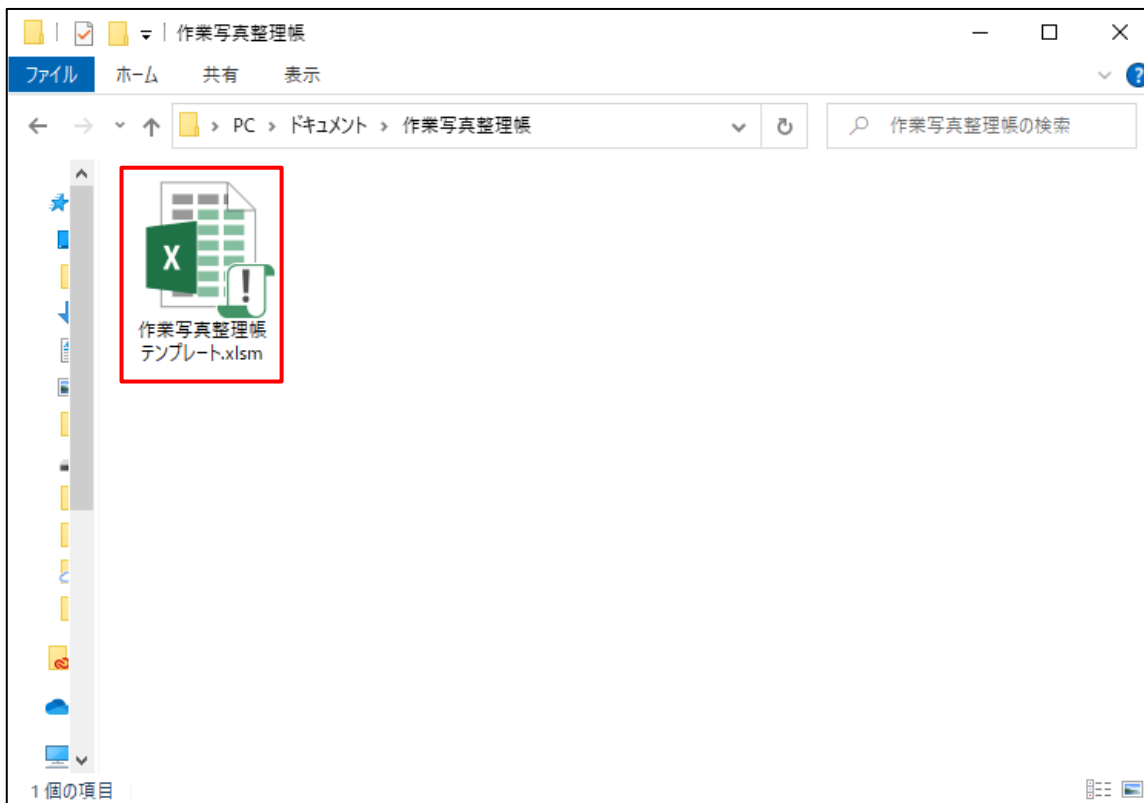 作業写真整理帳
ファイル ホーム 共有 表示
PC › ドキュメント › 作業写真整理帳
作業写真整理帳の検索
作業写真整理帳
テンプレート.xlsm
1 個の項目